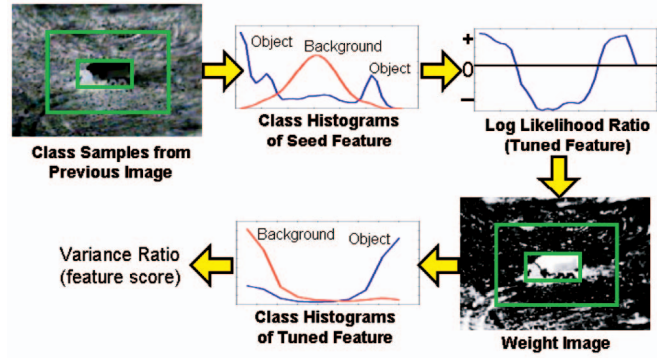 Object
Background
Object
+
0
−
Class Samples from
Previous Image
Class Histograms
of Seed Feature
Log Likelihood Ratio
(Tuned Feature)
Variance Ratio
(feature score)
Background
Object
Class Histograms
of Tuned Feature
Weight Image